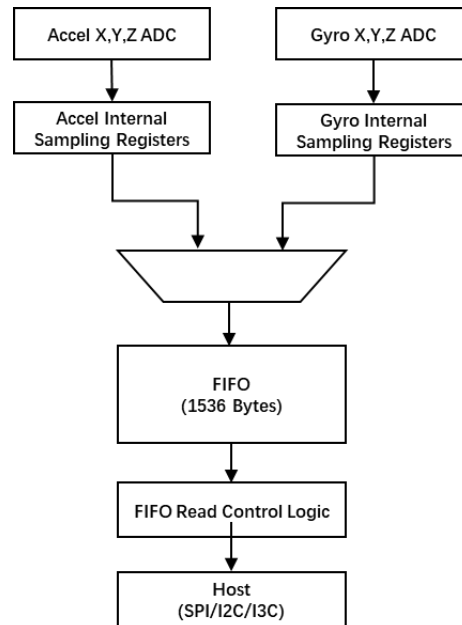 Accel X,Y,Z ADC
Gyro X,Y,Z ADC
Accel Internal
Sampling Registers
Gyro Internal
Sampling Registers
FIFO
(1536 Bytes)
FIFO Read Control Logic
Host
(SPI/I2C/I3C)